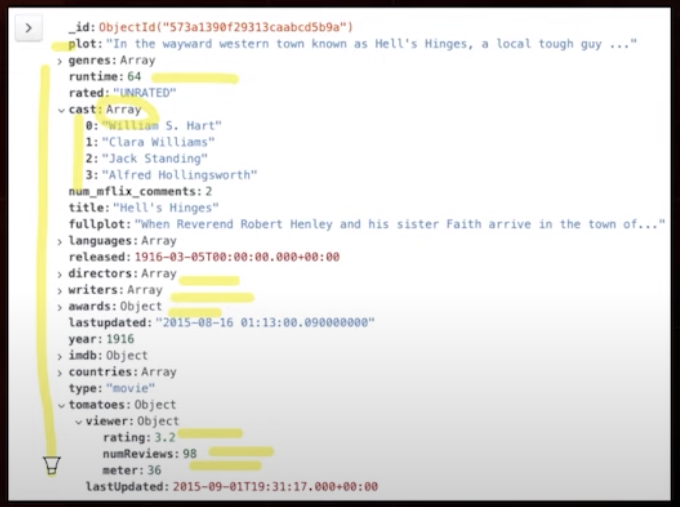 _id: ObjectId("573a1390f29313caabcd5b9a")
plot: "In the wayward western town known as Hell's Hinges, a local tough guy ..."
genres: Array
runtime: 64
rated: "UNRATED"
cast: Array
0: "William S. Hart"
1: "Clara Williams"
2: "Jack Standing"
3: "Alfred Hollingsworth"
num_mflix_comments: 2
title: "Hell's Hinges"
fullplot: "When Reverend Robert Henley and his sister Faith arrive in the town of..."
languages: Array
released: 1916-03-05T00:00:00.000+00:00
directors: Array
writers: Array
awards: Object
lastupdated: "2015-08-16 01:13:00.090000000"
year: 1916
imdb: Object
countries: Array
type: "movie"
tomatoes: Object
viewer: Object
rating: 3.2
numReviews: 98
meter: 36
lastUpdated: 2015-09-01T19:31:17.000+00:00